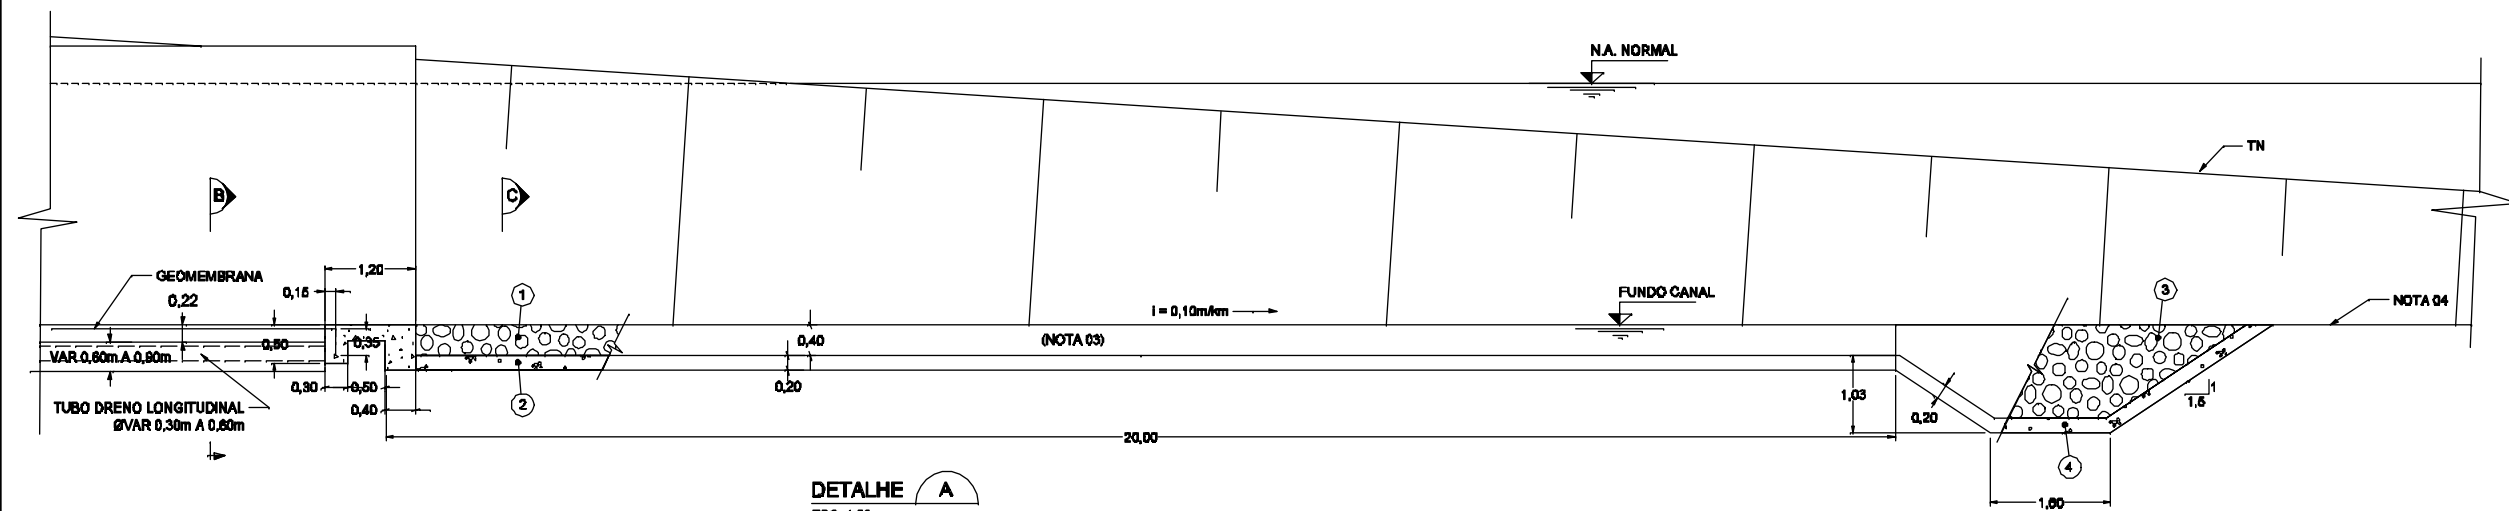 N.A. NORMAL
TN
B
C
GEOMEMBRANA
1,20
0,15
0,22
1
3
FUNDO CANAL
NOTA 04
i = 0,10m/km
0,50
0,35
0,40
(NOTA 03)
VAR 0,60m A 0,90m
0,30
0,50
0,20
1,03
0,20
1
1,5
TUBO DRENO LONGITUDINAL
ØVAR 0,30m A 0,60m
0,40
2
20,00
4
DETALHE A
1,60